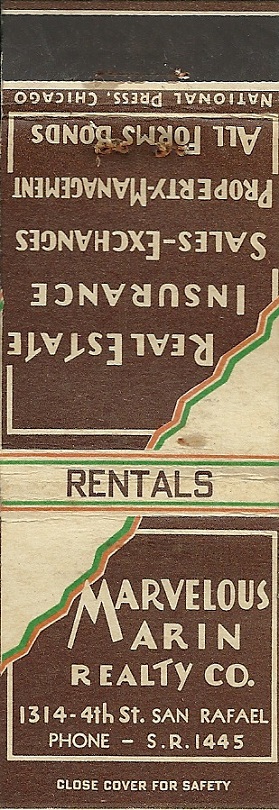 NATIONAL PRESS, CHICAGO
REAL ESTATE
INSURANCE
SALES-EXCHANGES
PROPERTY-MANAGEMENT
ALL FORMS BONDS
RENTALS
MARVELOUS
MARIN
REALTY CO.
1314-4th St. SAN RAFAEL
PHONE - S.R.1445
CLOSE COVER FOR SAFETY